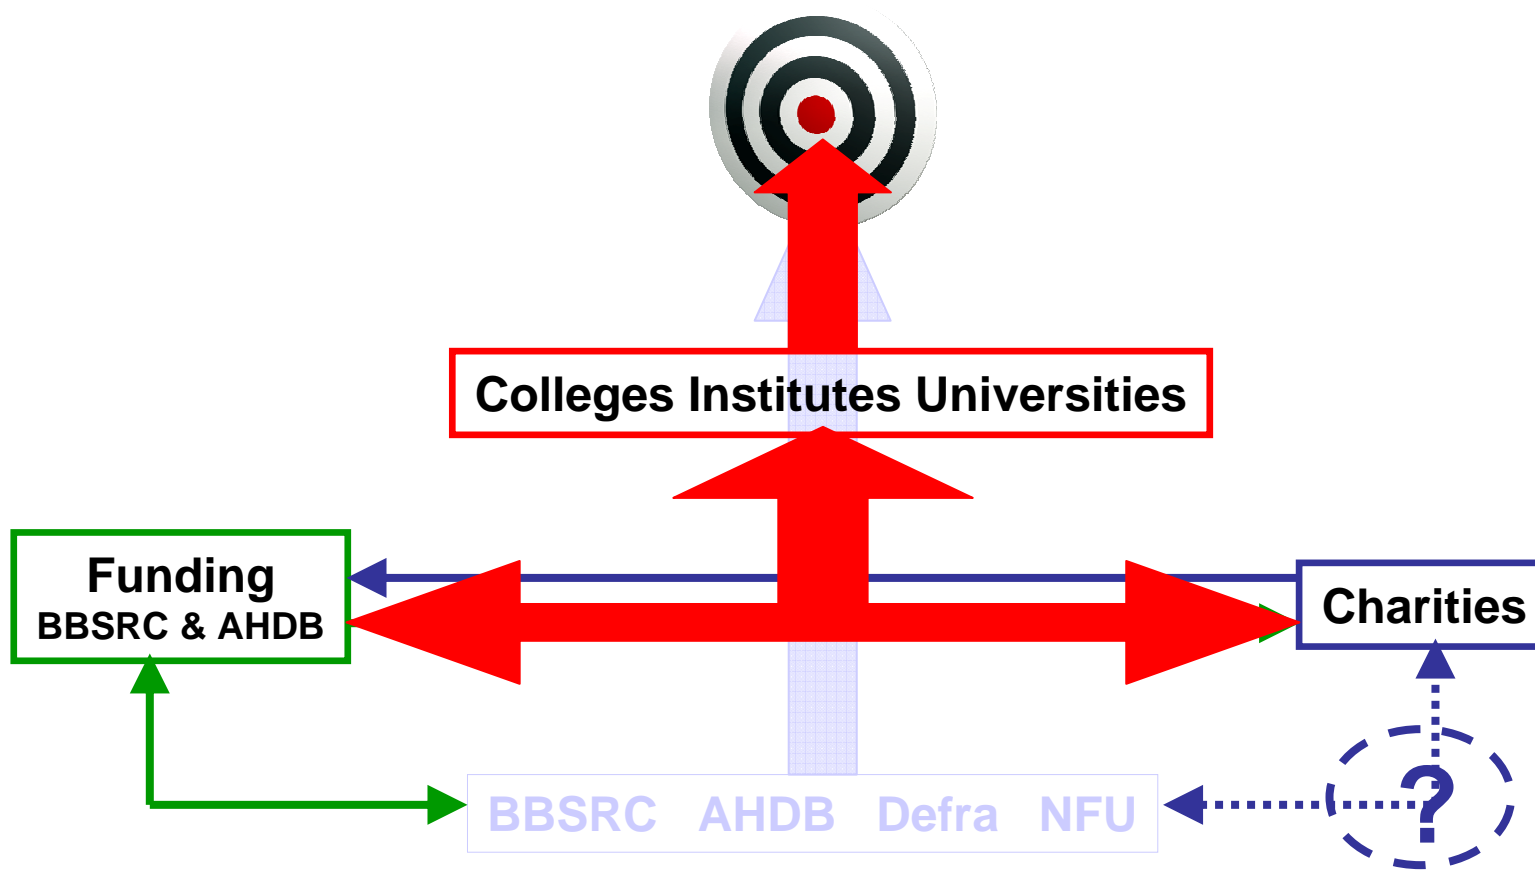 Colleges Institutes Universities
Funding
BBSRC & AHDB
Charities
BBSRC AHDB Defra NFU
?